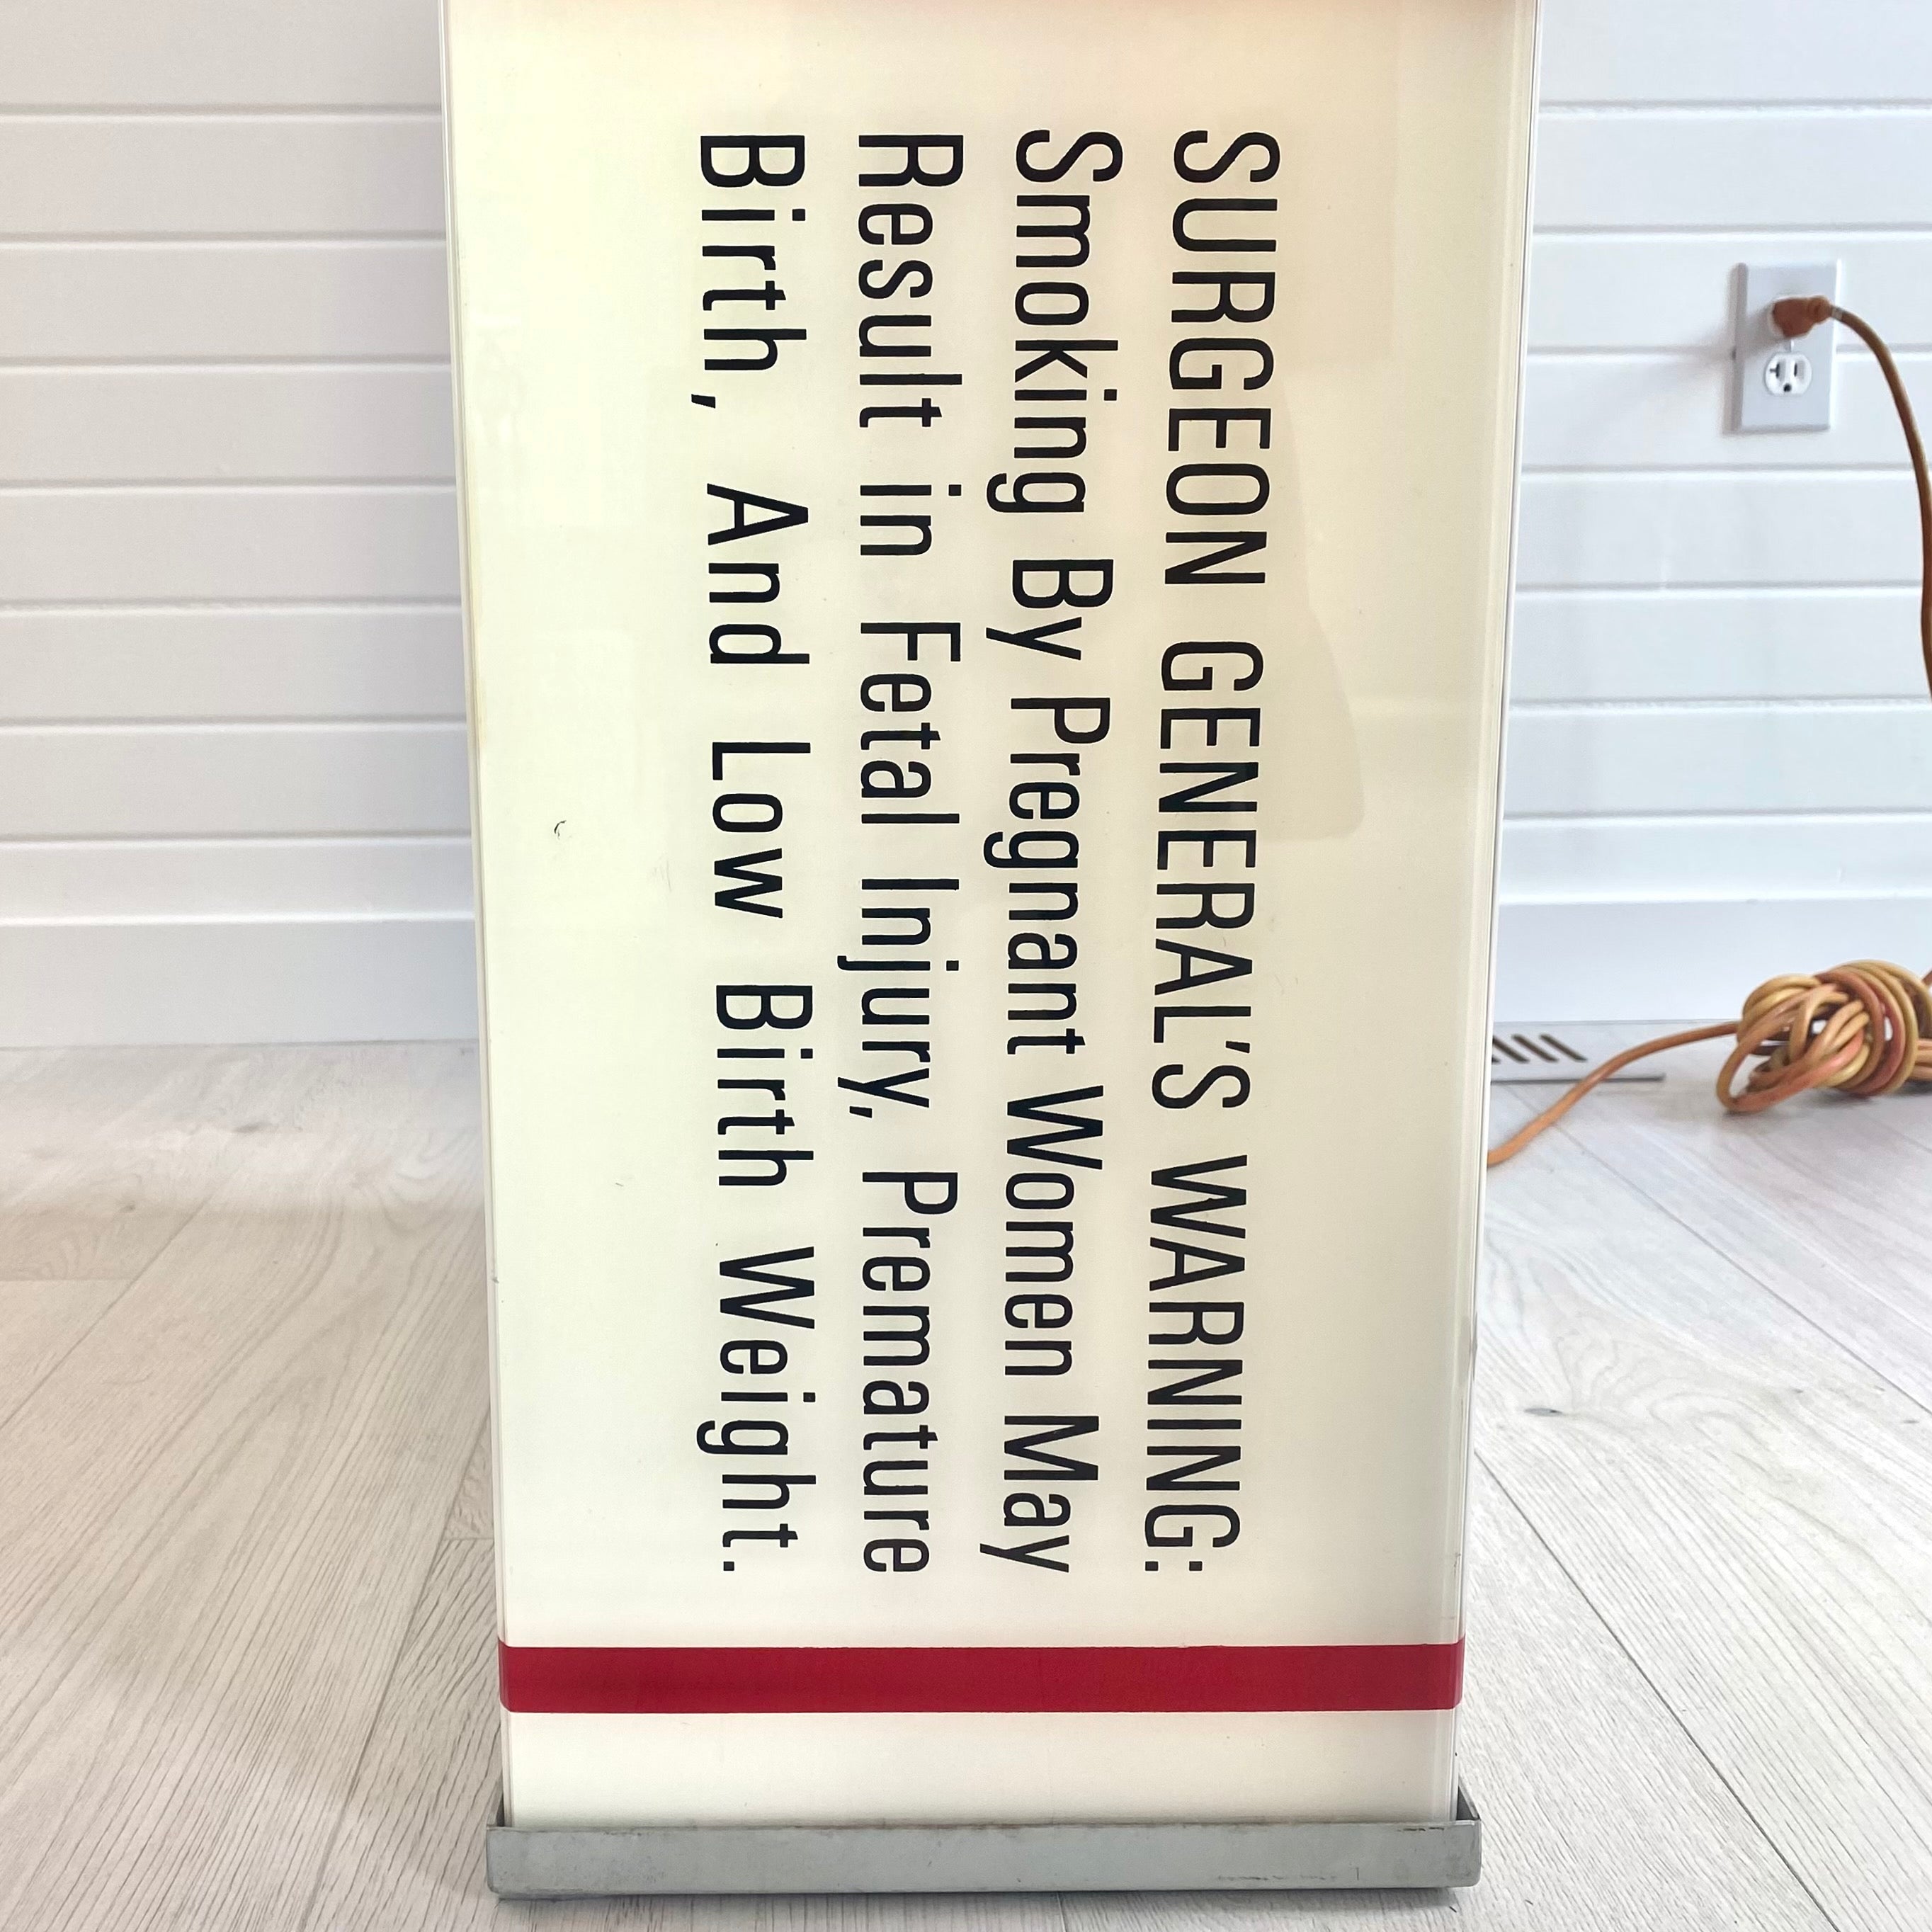 SURGEON GENERAL'S WARNING:
Smoking By Pregnant Women May
Result in Fetal Injury, Premature
Birth, And Low Birth Weight.